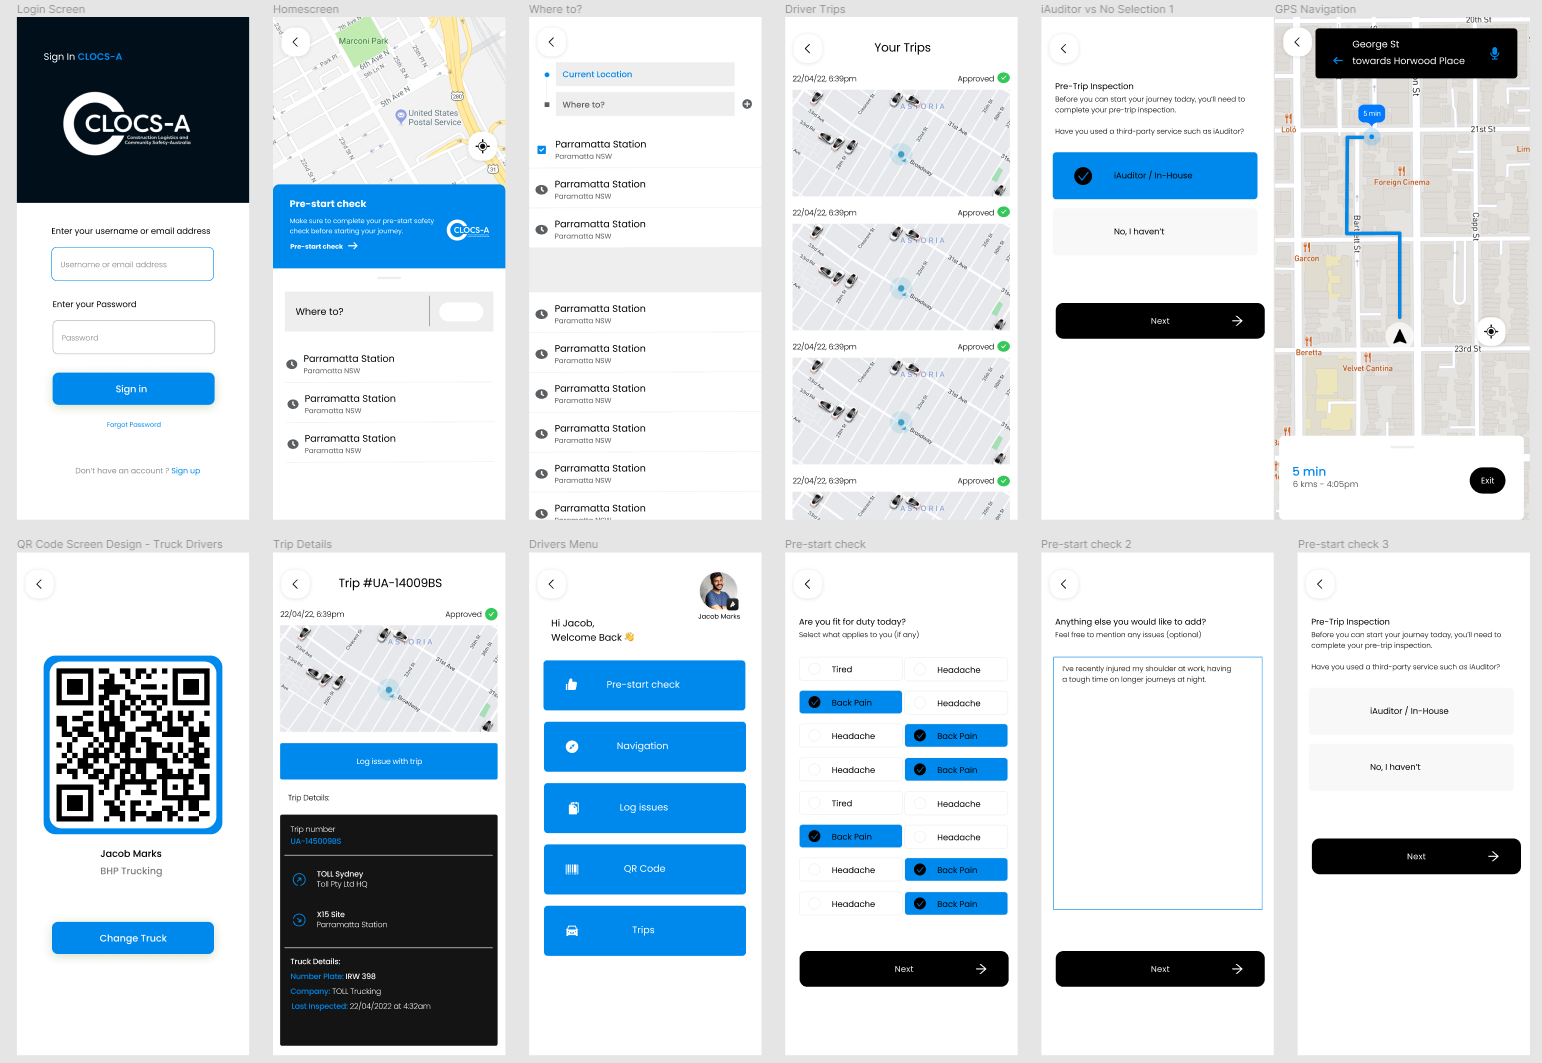 Login Screen
Sign In CLOCS-A
CLOCS-A
Construction Logistics and
Community Safety-Australia
Enter your username or email address
Username or email address
Enter your Password
Password
Sign in
Forgot Password
Don't have an account ? Sign up
Homescreen
Marconi Park
United States
Postal Service
280
31
Pre-start check
Make sure to complete your pre-start safety
check before starting your journey.
Pre-start check
CLOCS-A
Where to?
Parramatta Station
Paramatta NSW
Parramatta Station
Paramatta NSW
Parramatta Station
Paramatta NSW
Where to?
Current Location
Where to?
Parramatta Station
Paramatta NSW
Parramatta Station
Paramatta NSW
Parramatta Station
Paramatta NSW
Parramatta Station
Paramatta NSW
Parramatta Station
Paramatta NSW
Parramatta Station
Paramatta NSW
Parramatta Station
Paramatta NSW
Parramatta Station
Paramatta NSW
Parramatta Station
Driver Trips
Your Trips
22/04/22, 6:39pm
Approved
ASTORIA
Broadway
22/04/22, 6:39pm
Approved
ASTORIA
Broadway
22/04/22, 6:39pm
Approved
ASTORIA
Broadway
22/04/22, 6:39pm
Approved
ASTORIA
iAuditor vs No Selection 1
Pre-Trip Inspection
Before you can start your journey today, you'll need to
complete your pre-trip inspection.
Have you used a third-party service such as iAuditor?
iAuditor / In-House
No, I haven't
Next
GPS Navigation
20th St
George St
towards Horwood Place
5 min
Loló
21st St
Foreign Cinema
Bartlett St
Capp St
Garcon
23rd St
Beretta
Velvet Cantina
5 min
6 kms - 4:05pm
Exit
QR Code Screen Design - Truck Drivers
Jacob Marks
BHP Trucking
Change Truck
Trip Details
Trip #UA-14009BS
22/04/22, 6:39pm
Approved
ASTORIA
Broadway
Log issue with trip
Trip Details:
Trip number
UA-145009BS
TOLL Sydney
Toll Pty Ltd HQ
X15 Site
Parramatta Station
Truck Details:
Number Plate: IRW 398
Company: TOLL Trucking
Last Inspected: 22/04/2022 at 4:32am
Drivers Menu
Jacob Marks
Hi Jacob,
Welcome Back 👋
Pre-start check
Navigation
Log issues
QR Code
Trips
Pre-start check
Are you fit for duty today?
Select what applies to you (if any)
Tired
Headache
Back Pain
Headache
Headache
Back Pain
Headache
Back Pain
Tired
Headache
Back Pain
Headache
Headache
Back Pain
Headache
Back Pain
Next
Pre-start check 2
Anything else you would like to add?
Feel free to mention any issues (optional)
I've recently injured my shoulder at work, having
a tough time on longer journeys at night.
Next
Pre-start check 3
Pre-Trip Inspection
Before you can start your journey today, you'll need to
complete your pre-trip inspection.
Have you used a third-party service such as iAuditor?
iAuditor / In-House
No, I haven't
Next